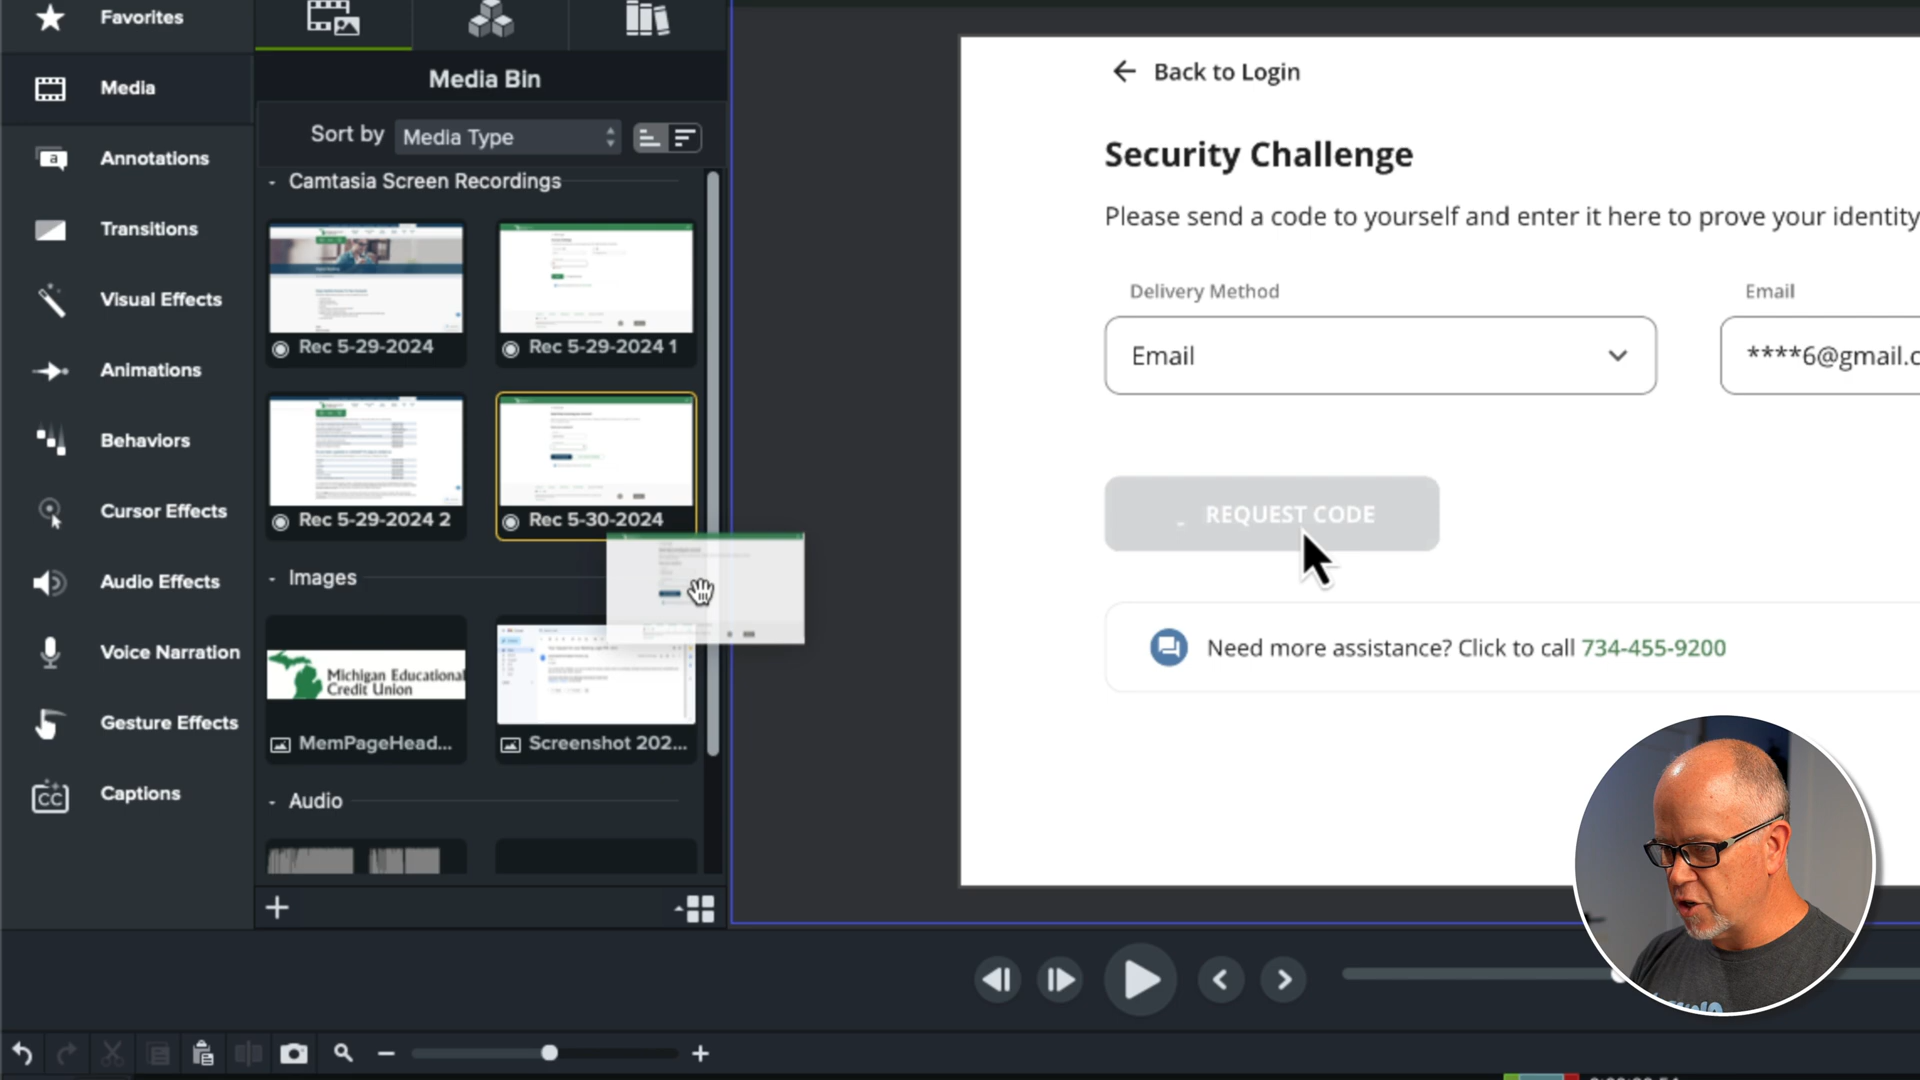 Favorites
Media
Annotations
Transitions
Visual Effects
Animations
Behaviors
Cursor Effects
Audio Effects
Voice Narration
Gesture Effects
Captions
Media Bin
Sort by Media Type
Camtasia Screen Recordings
Rec 5-29-2024
Rec 5-29-2024 1
Rec 5-29-2024 2
Rec 5-30-2024
Images
Michigan Educational
Credit Union
MemPageHead...
Screenshot 202...
Audio
Back to Login
Security Challenge
Please send a code to yourself and enter it here to prove your identity
Delivery Method
Email
Email
****6@gmail.c
REQUEST CODE
Need more assistance? Click to call 734-455-9200